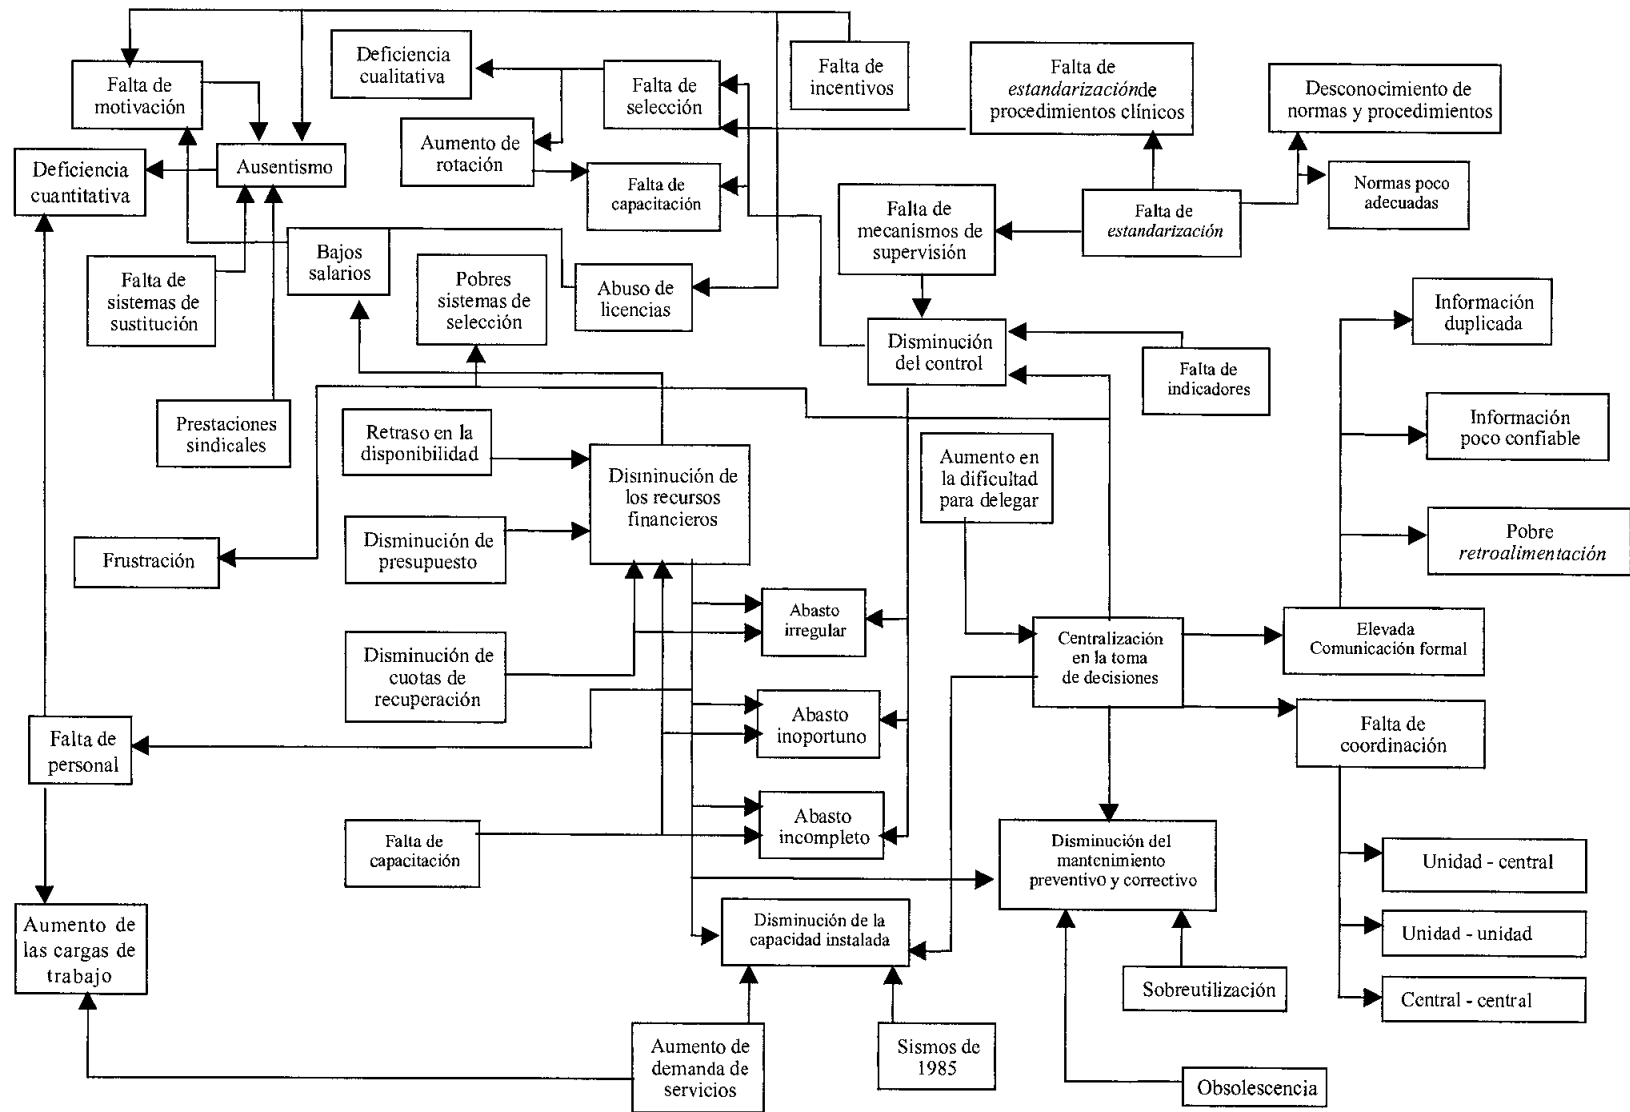 Falta de
motivación
Deficiencia
cualitativa
Falta de
selección
Falta de
incentivos
Falta de
estandarizaciónde
procedimientos clínicos
Desconocimiento de
normas y procedimientos
Deficiencia
cuantitativa
Ausentismo
Aumento de
rotación
Falta de
capacitación
Falta de
mecanismos de
supervisión
Falta de
estandarización
Normas poco
adecuadas
Falta de
sistemas de
sustitución
Bajos
salarios
Pobres
sistemas de
selección
Abuso de
licencias
Disminución
del control
Falta de
indicadores
Información
duplicada
Prestaciones
sindicales
Retraso en la
disponibilidad
Disminución de
los recursos
financieros
Aumento en
la dificultad
para delegar
Información
poco confiable
Frustración
Disminución de
presupuesto
Pobre
retroalimentación
Disminución de
cuotas de
recuperación
Abasto
irregular
Centralización
en la toma
de decisiones
Elevada
Comunicación formal
Falta de
personal
Abasto
inoportuno
Falta de
coordinación
Falta de
capacitación
Abasto
incompleto
Disminución del
mantenimiento
preventivo y correctivo
Unidad - central
Aumento de
las cargas de
trabajo
Disminución de la
capacidad instalada
Unidad - unidad
Sobreutilización
Central - central
Aumento de
demanda de
servicios
Sismos de
1985
Obsolescencia